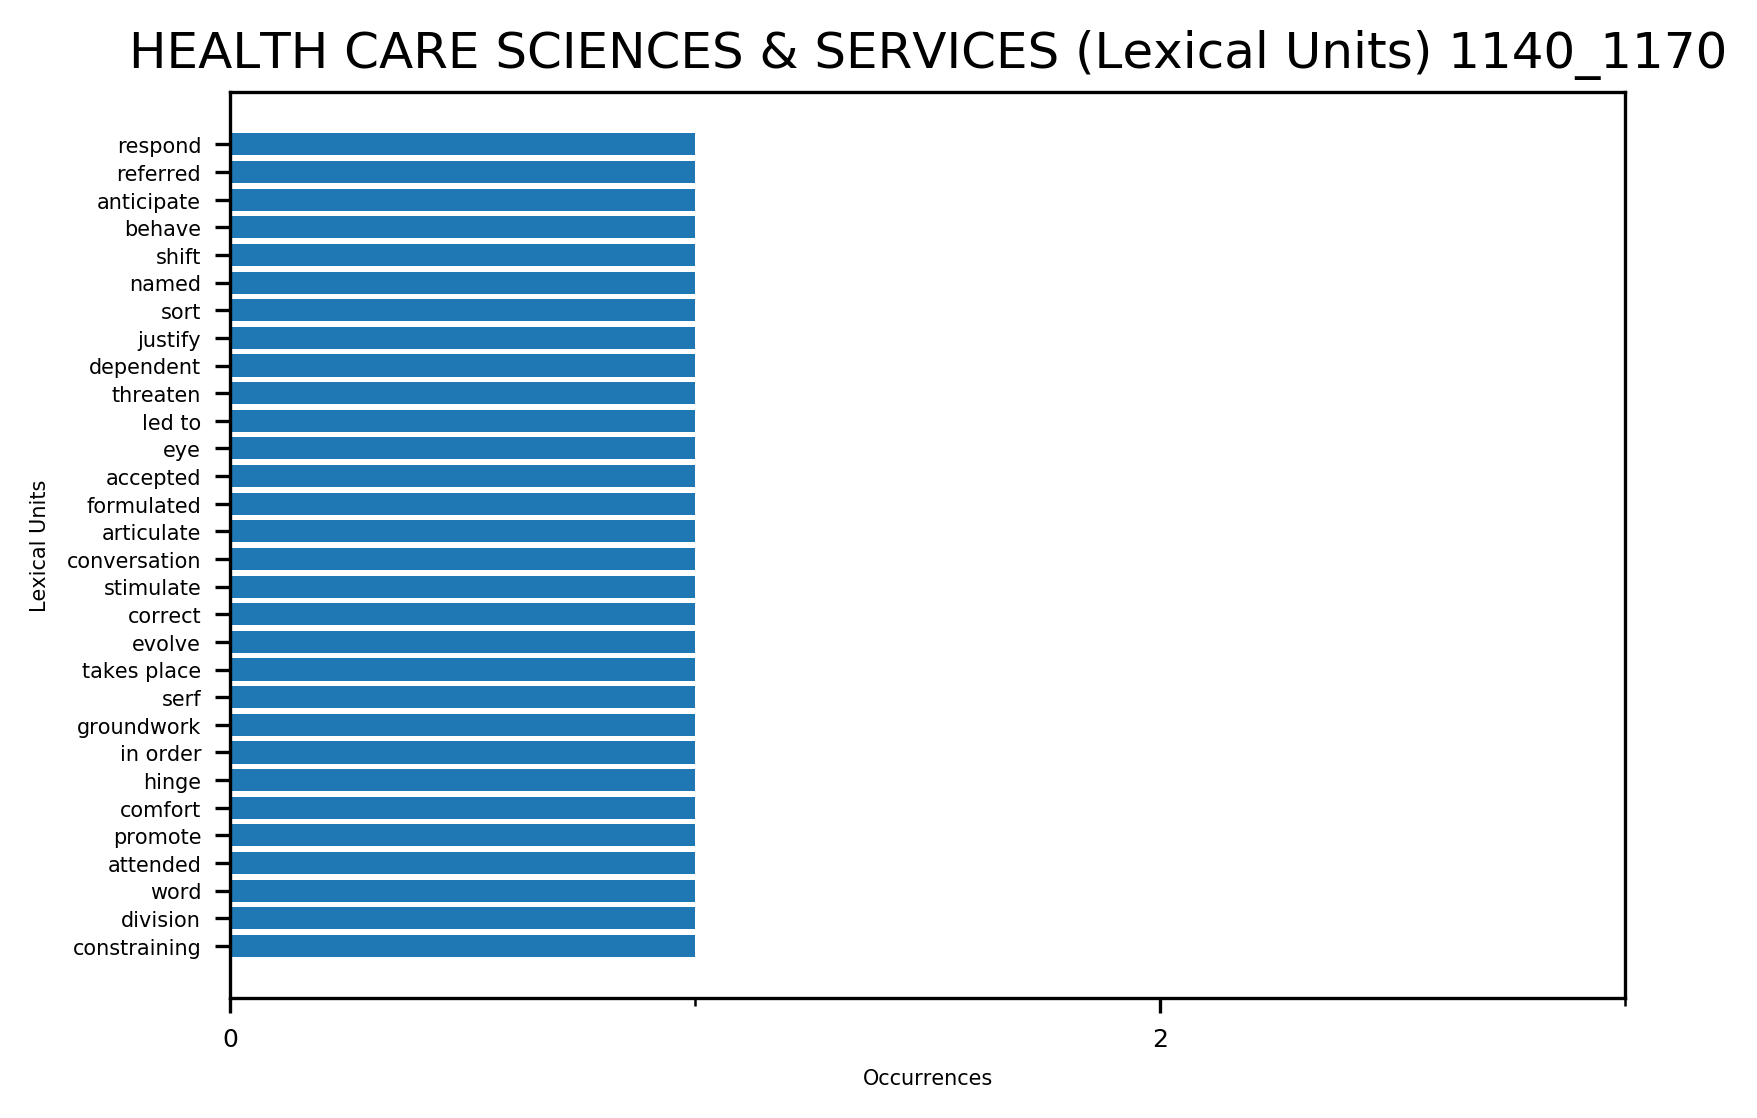 HEALTH CARE SCIENCES & SERVICES (Lexical Units) 1140_1170
respond
referred
anticipate
behave
shift
named
sort
justify
dependent
threaten
led to
eye
accepted
formulated
articulate
conversation
stimulate
correct
evolve
takes place
serf
groundwork
in order
hinge
comfort
promote
attended
word
division
constraining
Lexical Units
0
2
Occurrences